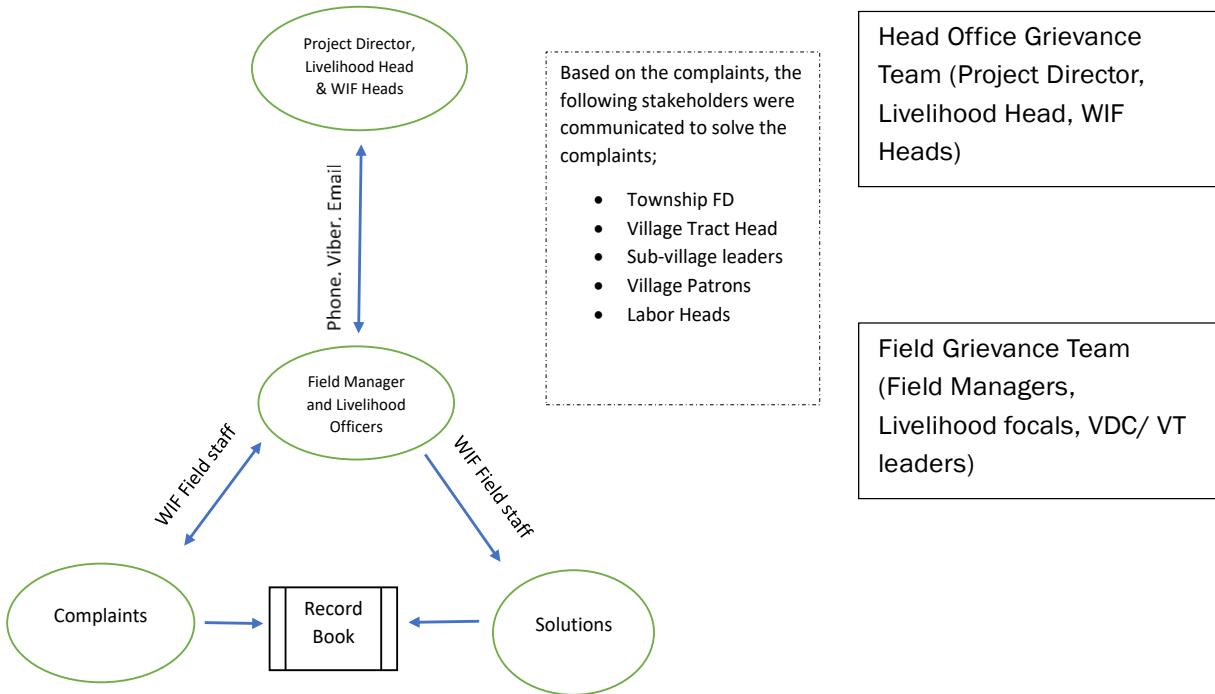 Project Director,
Livelihood Head
& WIF Heads
Phone. Viber. Email
Field Manager
and Livelihood
Officers
WIF Field staff
WIF Field staff
Complaints
Record
Book
Solutions
Based on the complaints, the
following stakeholders were
communicated to solve the
complaints;
• Township FD
• Village Tract Head
• Sub-village leaders
• Village Patrons
• Labor Heads
Head Office Grievance
Team (Project Director,
Livelihood Head, WIF
Heads)
Field Grievance Team
(Field Managers,
Livelihood focals, VDC/ VT
leaders)